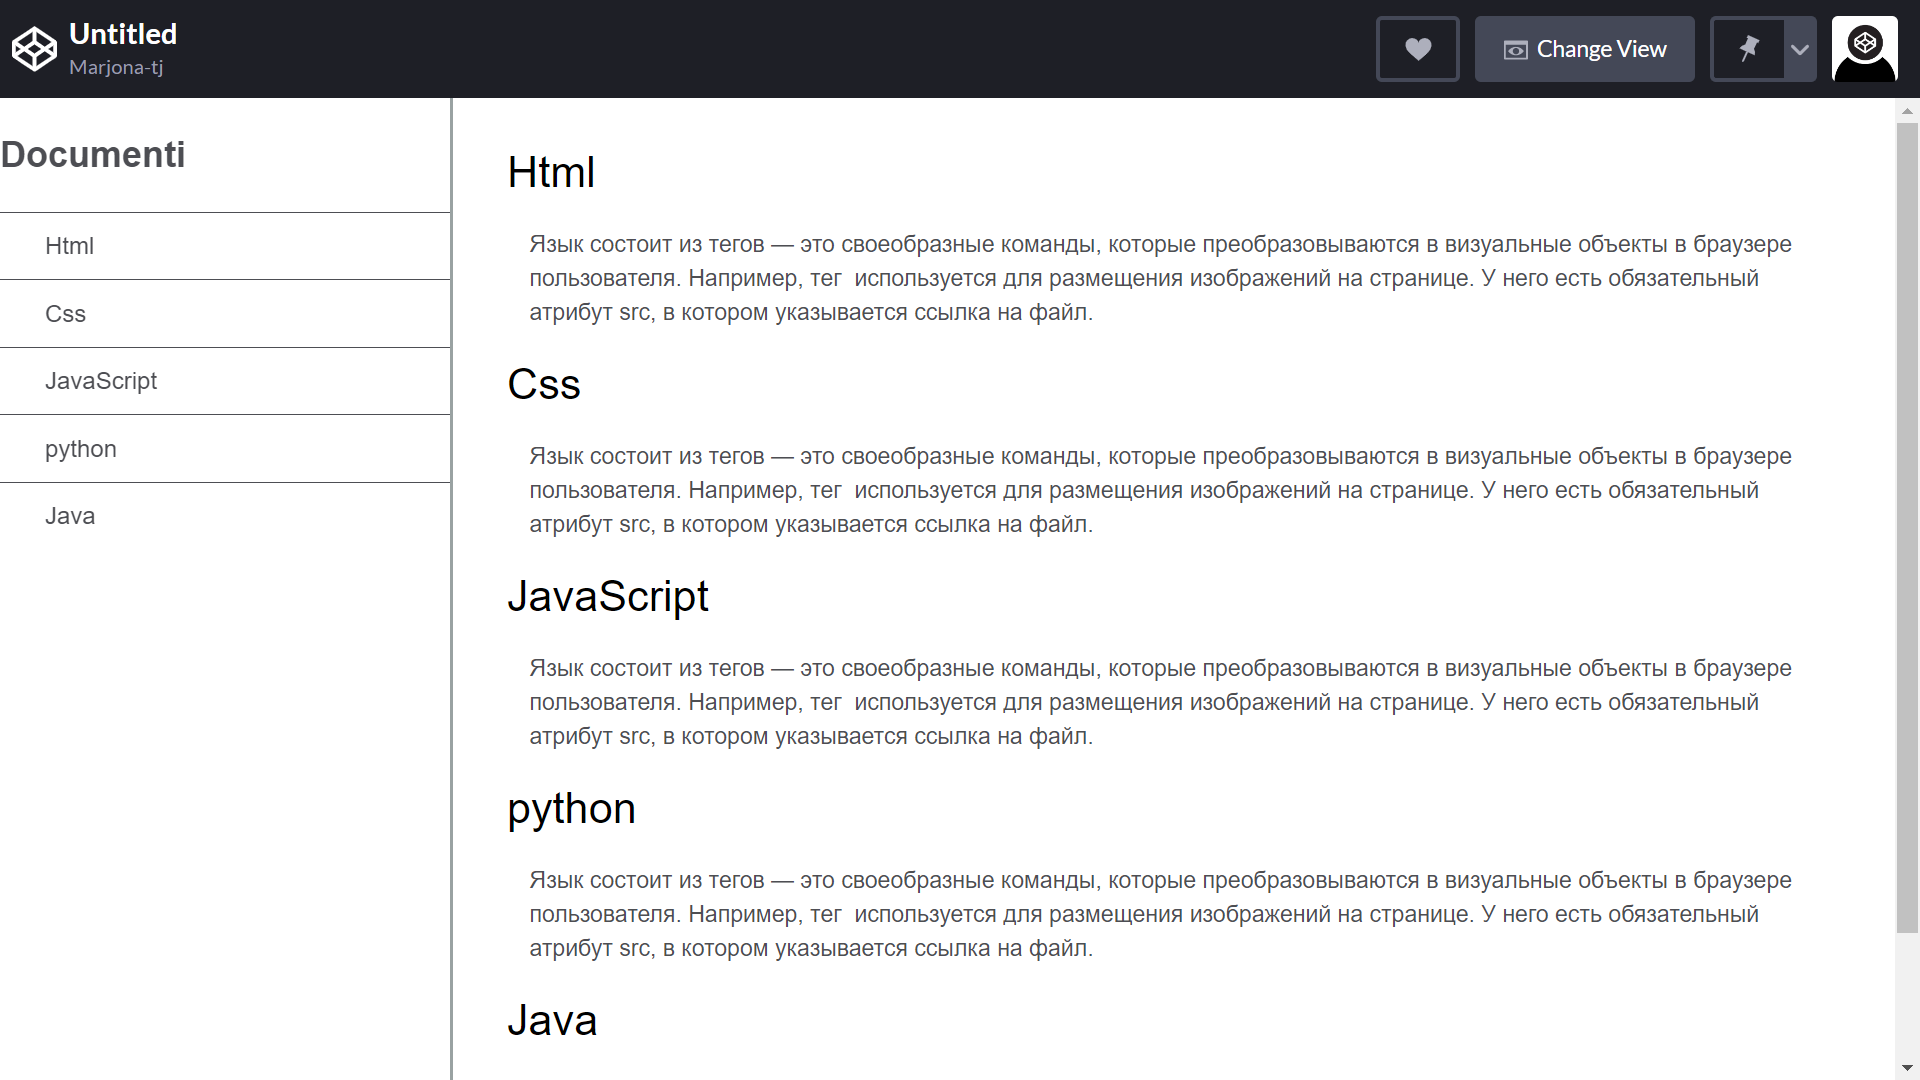 Untitled
Marjona-tj
Change View
Documenti
Html
Css
JavaScript
python
Java
Html
Язык состоит из тегов — это своеобразные команды, которые преобразовываются в визуальные объекты в браузере
пользователя. Например, тег  используется для размещения изображений на странице. У него есть обязательный
атрибут src, в котором указывается ссылка на файл.
Css
Язык состоит из тегов — это своеобразные команды, которые преобразовываются в визуальные объекты в браузере
пользователя. Например, тег  используется для размещения изображений на странице. У него есть обязательный
атрибут src, в котором указывается ссылка на файл.
JavaScript
Язык состоит из тегов — это своеобразные команды, которые преобразовываются в визуальные объекты в браузере
пользователя. Например, тег  используется для размещения изображений на странице. У него есть обязательный
атрибут src, в котором указывается ссылка на файл.
python
Язык состоит из тегов — это своеобразные команды, которые преобразовываются в визуальные объекты в браузере
пользователя. Например, тег  используется для размещения изображений на странице. У него есть обязательный
атрибут src, в котором указывается ссылка на файл.
Java